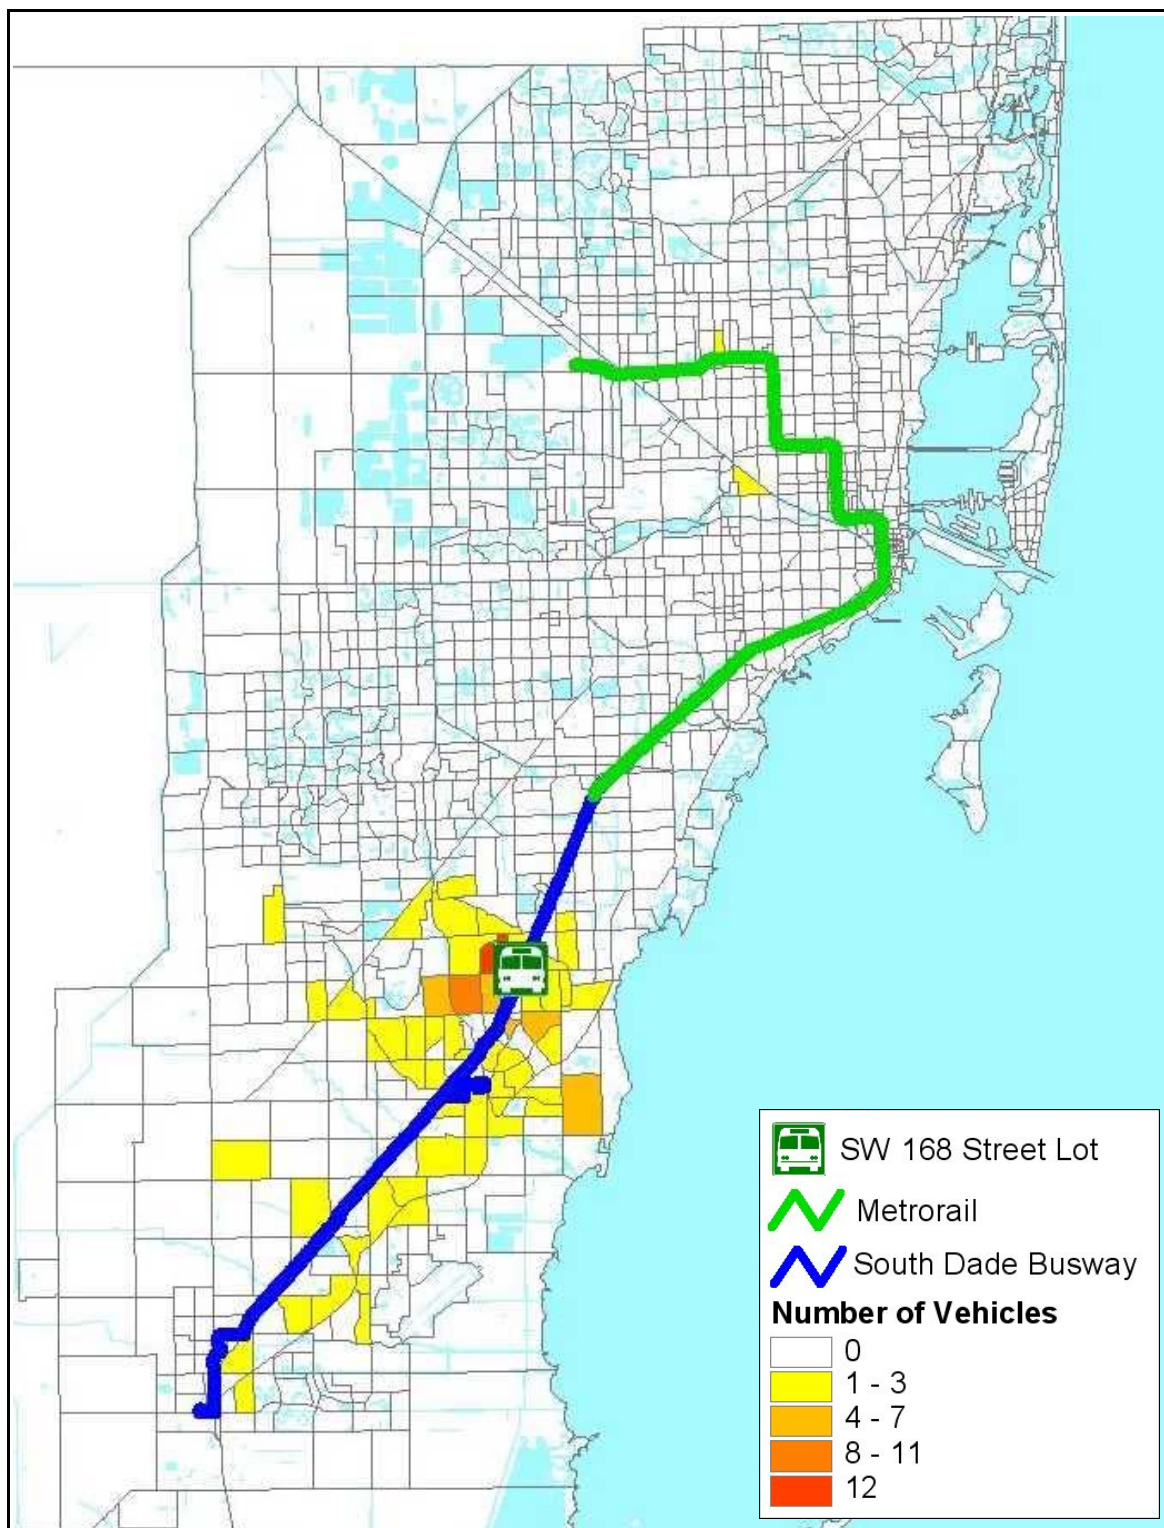 SW 168 Street Lot
Metrorail
South Dade Busway
Number of Vehicles
0
1 - 3
4 - 7
8 - 11
12